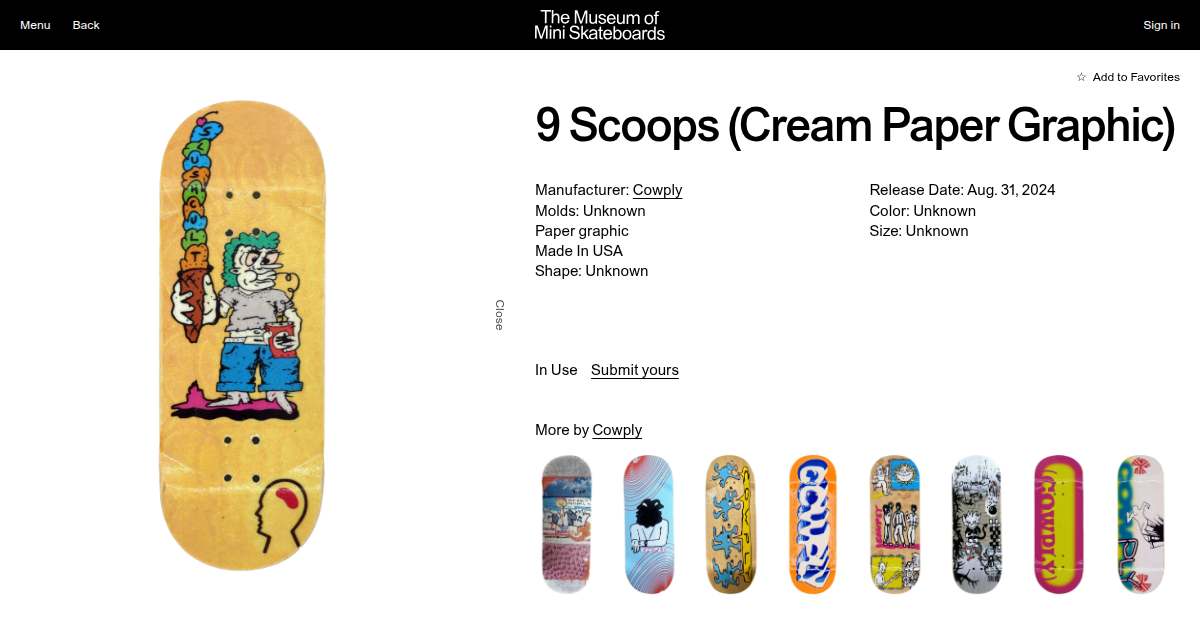 Menu
Back
The Museum of
Mini Skateboards
Sign in
☆ Add to Favorites
9 Scoops (Cream Paper Graphic)
Manufacturer: Cowply
Molds: Unknown
Paper graphic
Made In USA
Shape: Unknown
Release Date: Aug. 31, 2024
Color: Unknown
Size: Unknown
Close
In Use
Submit yours
More by Cowply